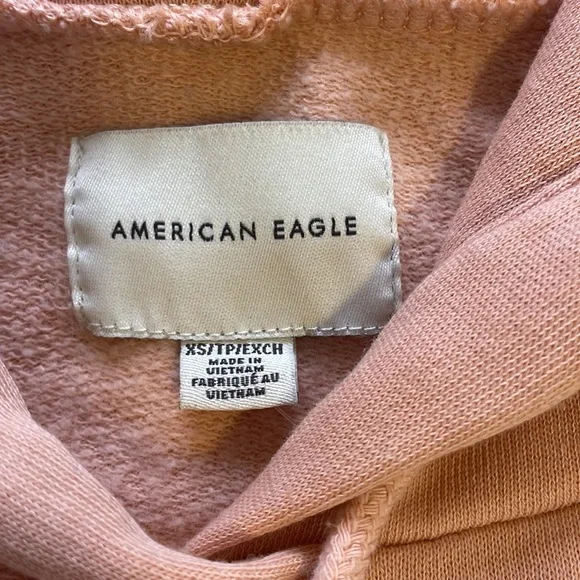 AMERICAN EAGLE
XS/TP/EXCH
MADE IN
VIETNAM
FABRIQUÉ AU
VIETNAM